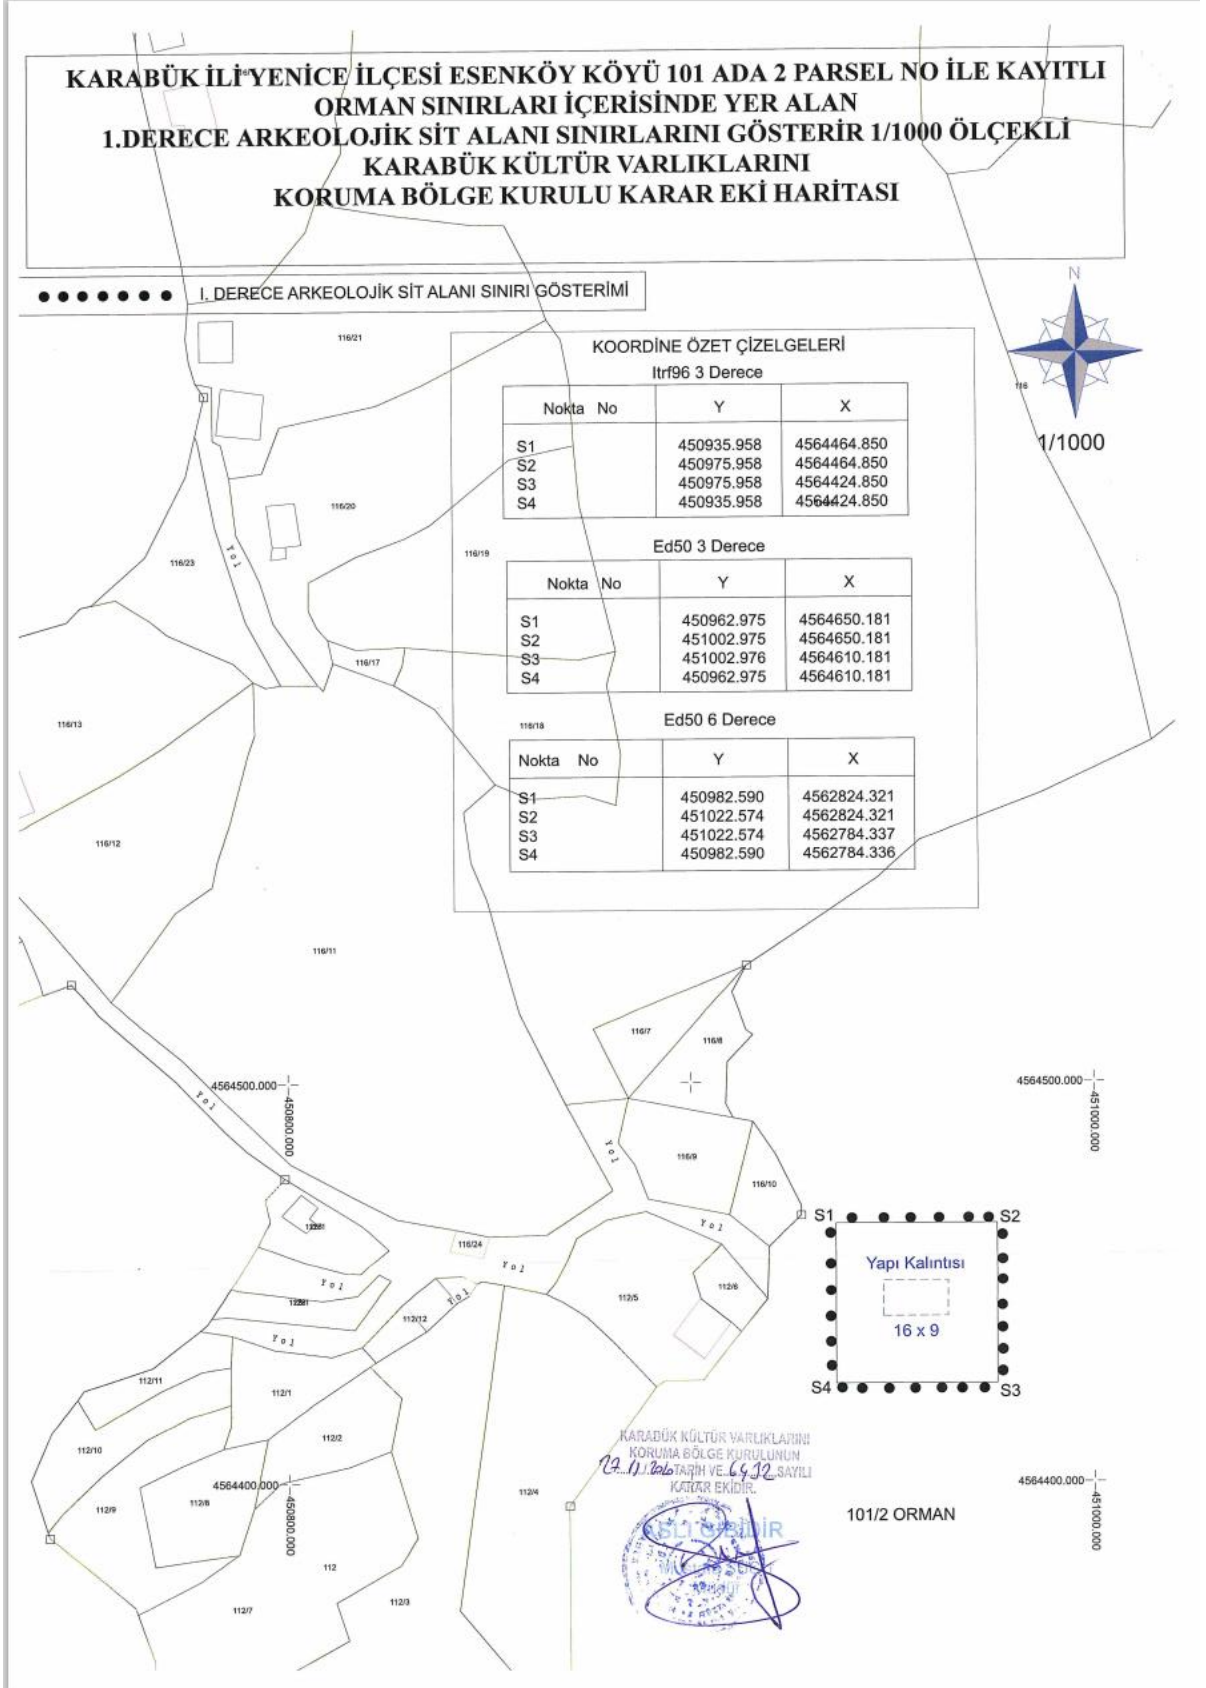 KARABÜK İLİ YENİCE İLÇESİ ESENKÖY KÖYÜ 101 ADA 2 PARSEL NO İLE KAYITLI
ORMAN SINIRLARI İÇERİSİNDE YER ALAN
1.DERECE ARKEOLOJİK SİT ALANI SINIRLARINI GÖSTERİR 1/1000 ÖLÇEKLİ
KARABÜK KÜLTÜR VARLIKLARINI
KORUMA BÖLGE KURULU KARAR EKİ HARİTASI
I. DERECE ARKEOLOJİK SİT ALANI SINIRI GÖSTERİMİ
N
116
1/1000
KOORDİNE ÖZET ÇİZELGELERİ
Itrf96 3 Derece
Nokta No Y X
S1 450935.958 4564464.850
S2 450975.958 4564464.850
S3 450975.958 4564424.850
S4 450935.958 4564424.850
Ed50 3 Derece
Nokta No Y X
S1 450962.975 4564650.181
S2 451002.975 4564650.181
S3 451002.976 4564610.181
S4 450962.975 4564610.181
Ed50 6 Derece
Nokta No Y X
S1 450982.590 4562824.321
S2 451022.574 4562824.321
S3 451022.574 4562784.337
S4 450982.590 4562784.336
116/21
116/20
116/19
116/23
Yol
116/17
116/13
116/18
116/12
116/11
116/7
116/8
4564500.000
450800.000
4564500.000
451000.000
Yol
Yol
116/9
116/10
Yol
116/24
Yol
S1 S2
Yapı Kalıntısı
16 x 9
S4 S3
Yol
112/5
112/6
112/12
Yol
Yol
112/11
112/1
112/10
112/2
KARABÜK KÜLTÜR VARLIKLARINI
KORUMA BÖLGE KURULUNUN
TARİH VE 6432 SAYILI
KARAR EKİDİR.
4564400.000
450800.000
4564400.000
451000.000
112/9
112/8
112/4
101/2 ORMAN
ASLI GİBİDİR
112
112/7
112/3